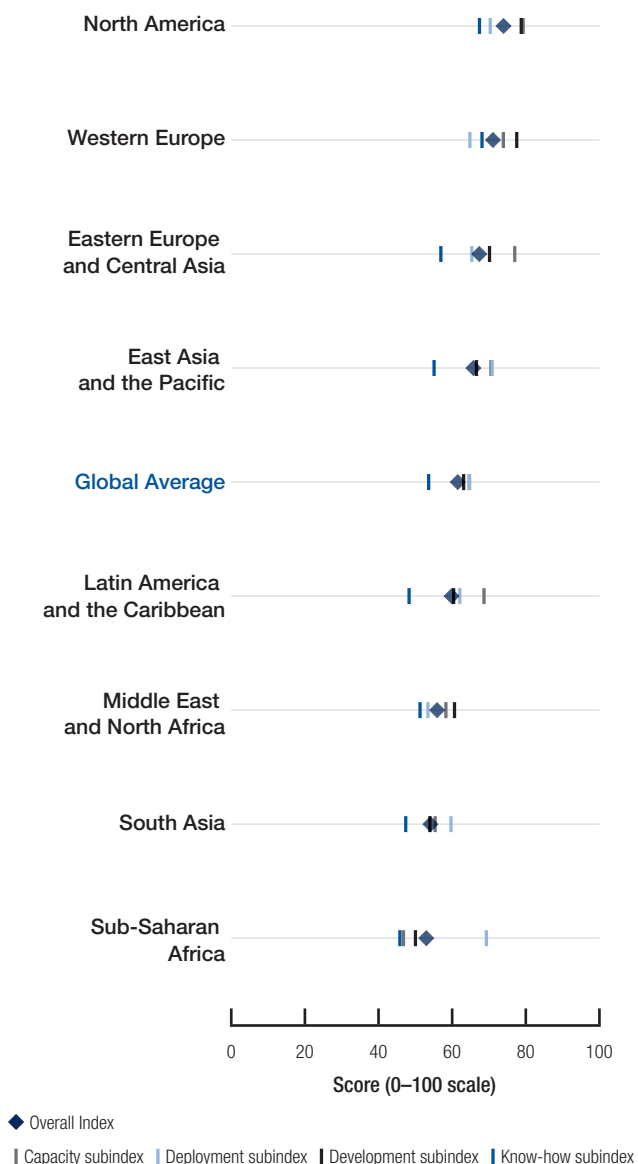 North America
Western Europe
Eastern Europe
and Central Asia
East Asia
and the Pacific
Global Average
Latin America
and the Caribbean
Middle East
and North Africa
South Asia
Sub-Saharan
Africa
0 20 40 60 80 100
Score (0–100 scale)
Overall Index
Capacity subindex Deployment subindex Development subindex Know-how subindex